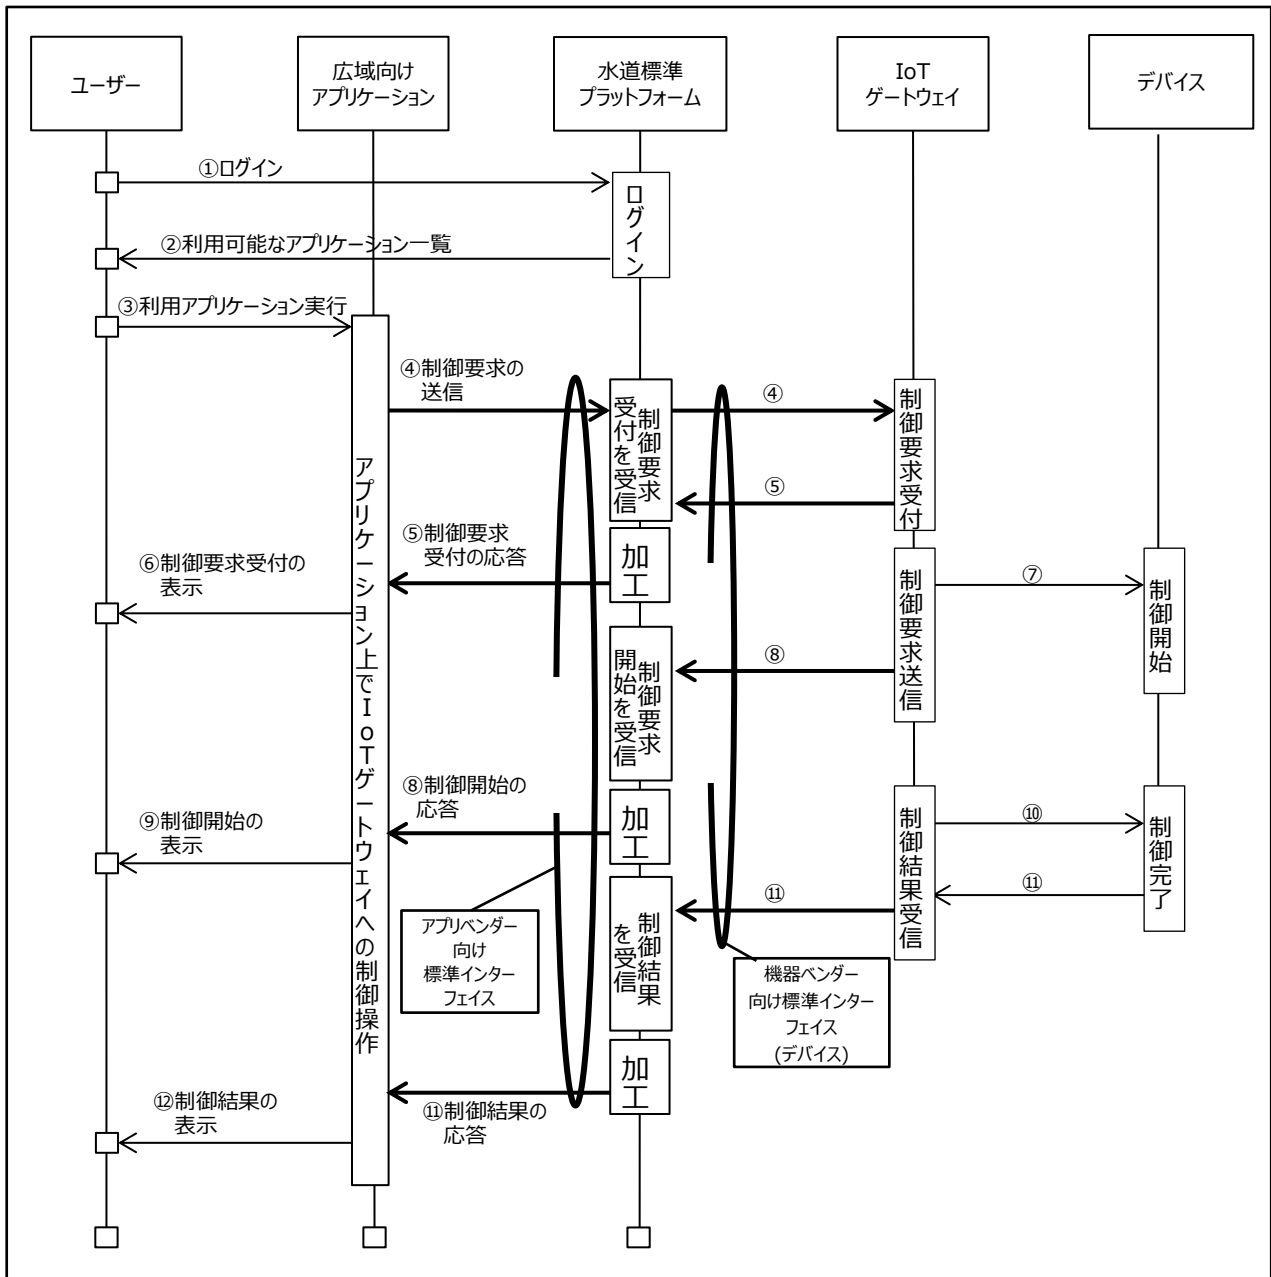 ユーザー
広域向け
アプリケーション
水道標準
プラットフォーム
IoT
ゲートウェイ
デバイス
①ログイン
ログイン
②利用可能なアプリケーション一覧
③利用アプリケーション実行
アプリケーション上でIoTゲートウェイへの制御操作
④制御要求の
送信
制御要求
受付を受信
④
制御要求受付
⑤
⑤制御要求
受付の応答
加工
⑥制御要求受付の
表示
制御要求送信
⑦
制御開始
制御要求
開始を受信
⑧
⑧制御開始の
応答
加工
⑨制御開始の
表示
制御結果受信
⑩
制御完了
⑪
⑪
制御結果
を受信
アプリベンダー
向け
標準インター
フェイス
機器ベンダー
向け標準インター
フェイス
(デバイス)
加工
⑪制御結果の
応答
⑫制御結果の
表示